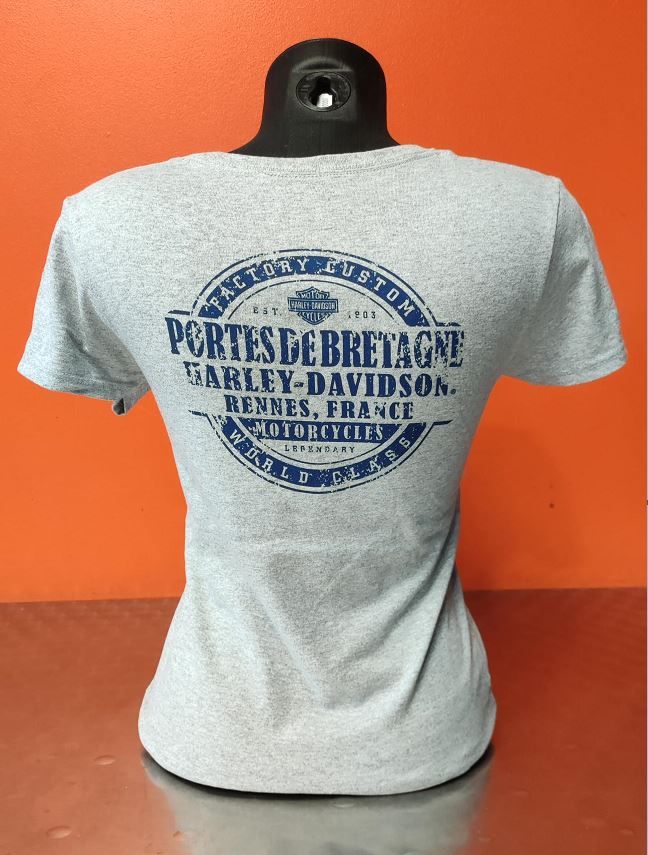 FACTORY CUSTOM
MOTOR
HARLEY-DAVIDSON
CYCLES
EST. 1903
PORTES DE BRETAGNE
HARLEY-DAVIDSON.
RENNES, FRANCE
MOTORCYCLES
LEGENDARY
WORLD CLASS